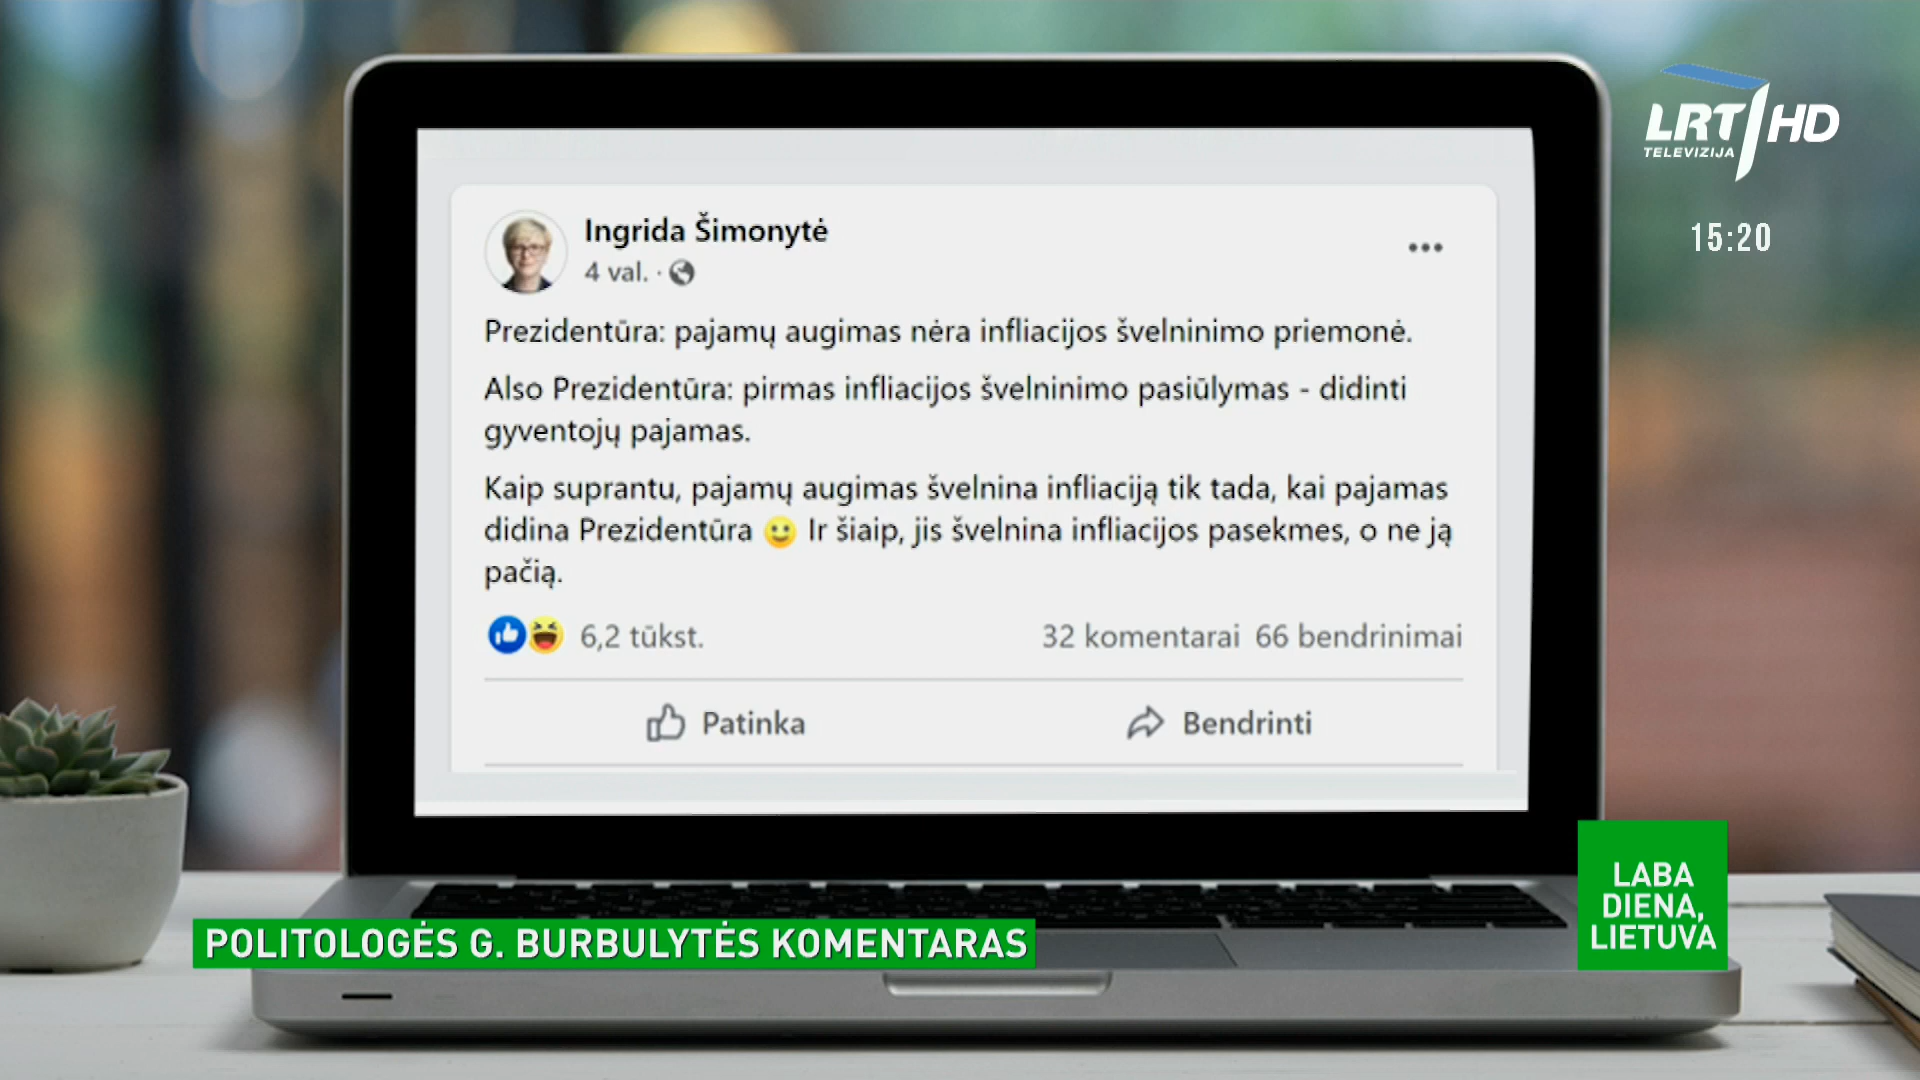 LRT HD
TELEVIZIJA
15:20
Ingrida Šimonytė
4 val. ·
Prezidentūra: pajamų augimas nėra infliacijos švelninimo priemonė.
Also Prezidentūra: pirmas infliacijos švelninimo pasiūlymas - didinti
gyventojų pajamas.
Kaip suprantu, pajamų augimas švelnina infliaciją tik tada, kai pajamas
didina Prezidentūra 🙂 Ir šiaip, jis švelnina infliacijos pasekmes, o ne ją
pačią.
6,2 tūkst.
32 komentarai 66 bendrinimai
Patinka
Bendrinti
LABA
DIENA,
LIETUVA
POLITOLOGĖS G. BURBULYTĖS KOMENTARAS